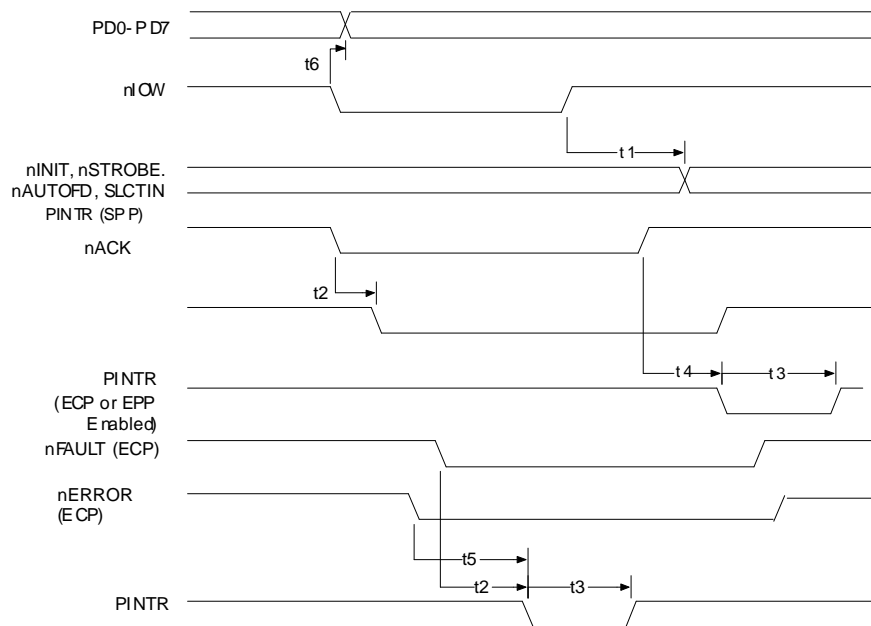 PD0-PD7
t6
nIOW
t1
nINIT, nSTROBE.
nAUTOFD, SLCTIN
PINTR (SPP)
nACK
t2
t4
t3
PINTR
(ECP or EPP
Enabled)
nFAULT (ECP)
nERROR
(ECP)
t5
t2
t3
PINTR